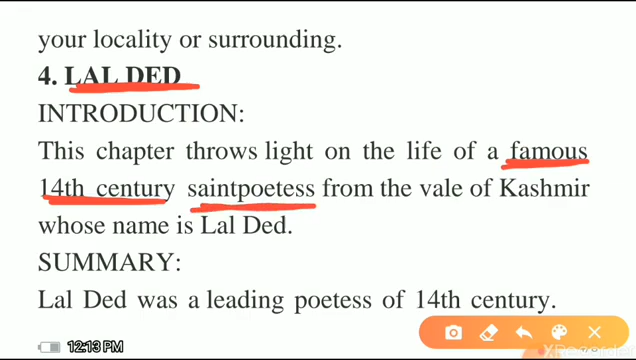 your locality or surrounding.
4. LAL DED
INTRODUCTION:
This chapter throws light on the life of a famous
14th century saintpoetess from the vale of Kashmir
whose name is Lal Ded.
SUMMARY:
Lal Ded was a leading poetess of 14th century.
12:13 PM
XRecorder